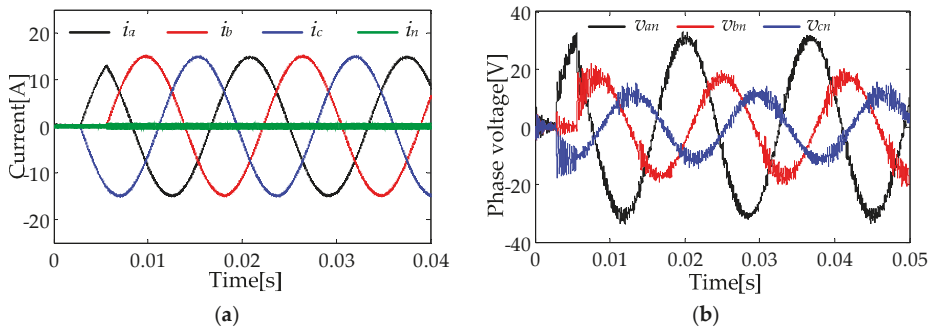 ia ib ic in
Current[A]
20
10
0
-10
-20
0 0.01 0.02 0.03 0.04
Time[s]
(a)
van vbn vcn
Phase voltage[V]
40
20
0
-20
-40
0 0.01 0.02 0.03 0.04 0.05
Time[s]
(b)